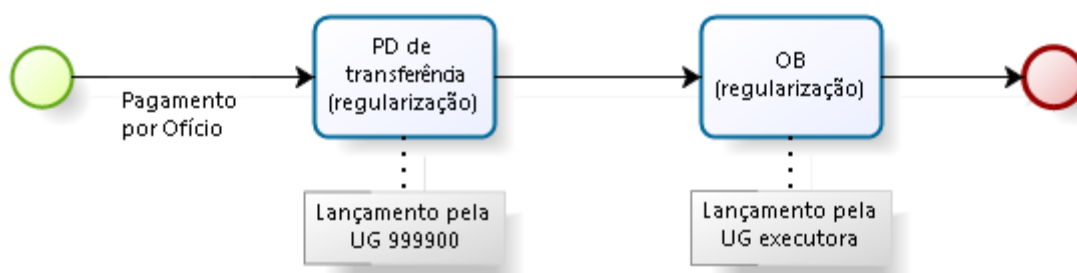 Pagamento
por Ofício
PD de
transferência
(regularização)
OB
(regularização)
Lançamento pela
UG 999900
Lançamento pela
UG executora